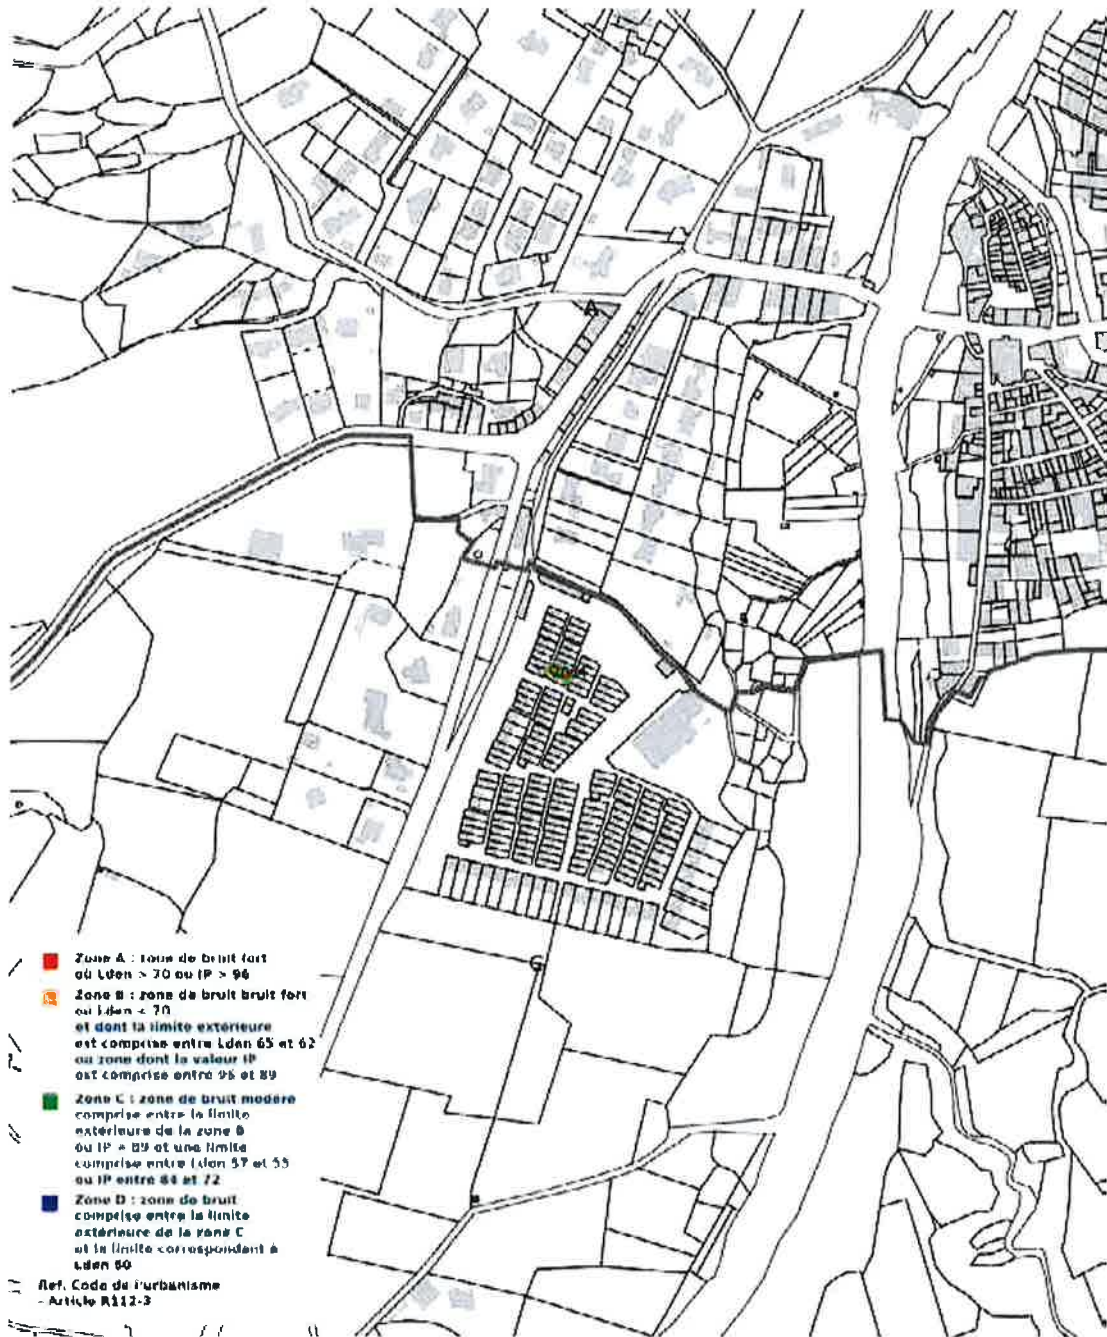 A
G
Zone A : zone de bruit fort
où Lden > 70 ou IP > 96
Zone B : zone de bruit bruit fort
où Lden < 70
et dont la limite extérieure
est comprise entre Lden 65 et 62
ou zone dont la valeur IP
est comprise entre 96 et 89
Zone C : zone de bruit modéré
comprise entre la limite
extérieure de la zone B
ou IP = 89 et une limite
comprise entre Lden 57 et 55
ou IP entre 84 et 72
Zone D : zone de bruit
comprise entre la limite
extérieure de la zone C
et la limite correspondant à
Lden 50
Ref. Code de l'urbanisme
- Article R112-3